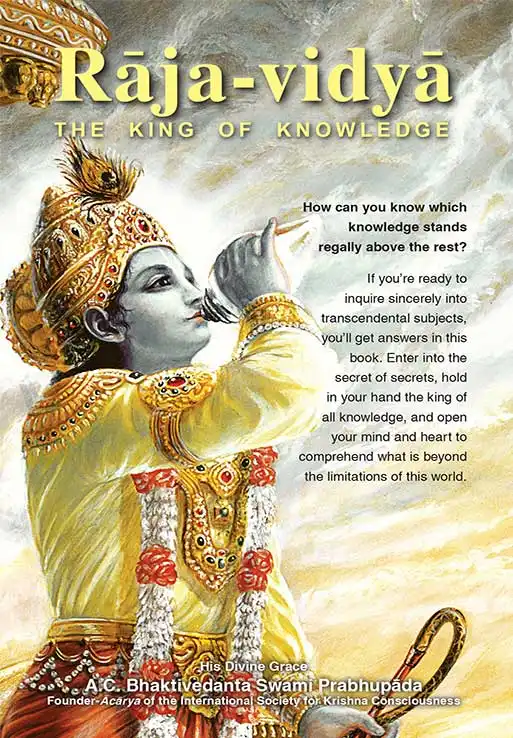 Rāja-vidyā
THE KING OF KNOWLEDGE
How can you know which
knowledge stands
regally above the rest?
If you're ready to
inquire sincerely into
transcendental subjects,
you'll get answers in this
book. Enter into the
secret of secrets, hold
in your hand the king of
all knowledge, and open
your mind and heart to
comprehend what is beyond
the limitations of this world.
His Divine Grace
A.C. Bhaktivedanta Swami Prabhupāda
Founder-Ācārya of the International Society for Krishna Consciousness